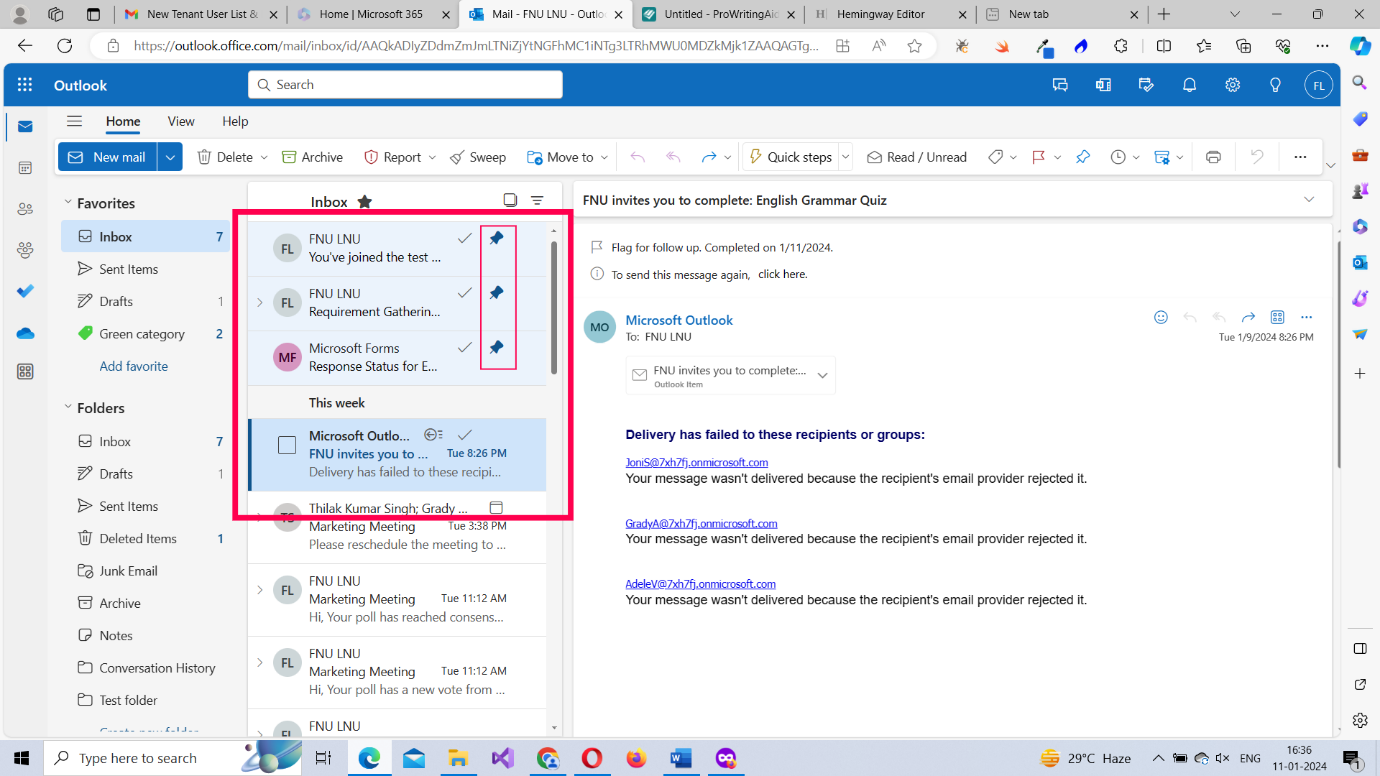 New Tenant User List &
Home | Microsoft 365
Mail - FNU LNU - Outlo
Untitled - ProWritingAid
Hemingway Editor
New tab
https://outlook.office.com/mail/inbox/id/AAQkADIyZDdmZmJmLTNiZjYtNGFhMC1iNTg3LTRhMWU0MDZkMjk1ZAAQAGTg...
Outlook
Search
FL
Home
View
Help
New mail
Delete
Archive
Report
Sweep
Move to
Quick steps
Read / Unread
Favorites
Inbox 7
Sent Items
Drafts 1
Green category 2
Add favorite
Folders
Inbox 7
Drafts 1
Sent Items
Deleted Items 1
Junk Email
Archive
Notes
Conversation History
Test folder
Create new folder
Inbox
FL
FNU LNU
You've joined the test ...
FL
FNU LNU
Requirement Gatherin...
MF
Microsoft Forms
Response Status for E...
This week
Microsoft Outlo...
FNU invites you to ... Tue 8:26 PM
Delivery has failed to these recipi...
TS
Thilak Kumar Singh; Grady ...
Marketing Meeting Tue 3:38 PM
Please reschedule the meeting to ...
FL
FNU LNU
Marketing Meeting Tue 11:12 AM
Hi, Your poll has reached consens...
FL
FNU LNU
Marketing Meeting Tue 11:12 AM
Hi, Your poll has a new vote from ...
FL
FNU LNU
FNU invites you to complete: English Grammar Quiz
Flag for follow up. Completed on 1/11/2024.
To send this message again, click here.
MO
Microsoft Outlook
To: FNU LNU
Tue 1/9/2024 8:26 PM
FNU invites you to complete:...
Outlook Item
Delivery has failed to these recipients or groups:
JoniS@7xh7fj.onmicrosoft.com
Your message wasn't delivered because the recipient's email provider rejected it.
GradyA@7xh7fj.onmicrosoft.com
Your message wasn't delivered because the recipient's email provider rejected it.
AdeleV@7xh7fj.onmicrosoft.com
Your message wasn't delivered because the recipient's email provider rejected it.
Type here to search
29°C Haze
ENG
16:36
11-01-2024
1